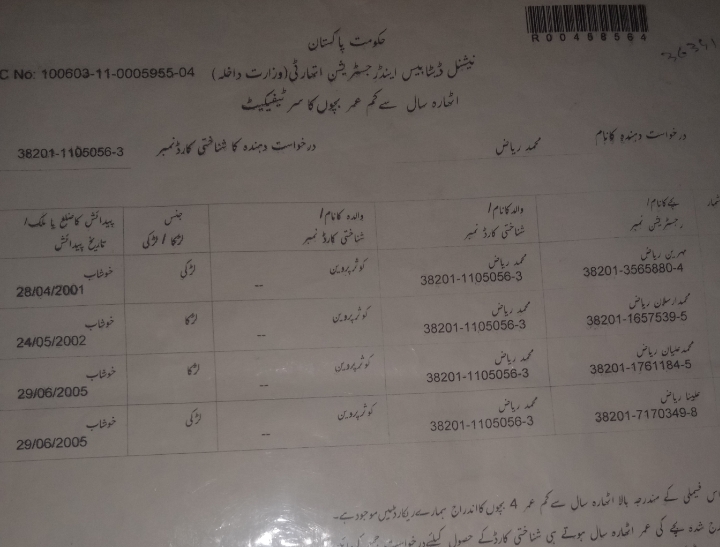 R00498564
حکومت پاکستان
نیشنل ڈیٹا بیس اینڈ رجسٹریشن اتھارٹی (وزارت داخلہ)
C No: 100603-11-0005955-04
اٹھارہ سال سے کم عمر بچوں کا سرٹیفیکیٹ
درخواست دہندہ کا نام محمد ریاض درخواست دہندہ کا شناختی کارڈ نمبر 38201-1105056-3
بچے کا نام/ والد کا نام/ والدہ کا نام/ جنس پیدائش کا ضلع یا ملک/
رجسٹریشن نمبر شناختی کارڈ نمبر شناختی کارڈ نمبر لڑکا / لڑکی تاریخ پیدائش
مہرین ریاض محمد ریاض کوثر پروین لڑکی خوشاب
38201-3565880-4 38201-1105056-3 -- 28/04/2001
محمد ارسلان ریاض محمد ریاض کوثر پروین لڑکا خوشاب
38201-1657539-5 38201-1105056-3 -- 24/05/2002
محمد علیان ریاض محمد ریاض کوثر پروین لڑکا خوشاب
38201-1761184-5 38201-1105056-3 -- 29/06/2005
علینا ریاض محمد ریاض کوثر پروین لڑکی خوشاب
38201-7170349-8 38201-1105056-3 -- 29/06/2005
فیملی کے مندرجہ بالا اٹھارہ سال سے کم عمر 4 بچوں کا اندراج ہمارے ریکارڈ میں موجود ہے۔
شدہ بچے کی عمر اٹھارہ سال ہوتے ہی شناختی کارڈ کے حصول کیلئے درخواست